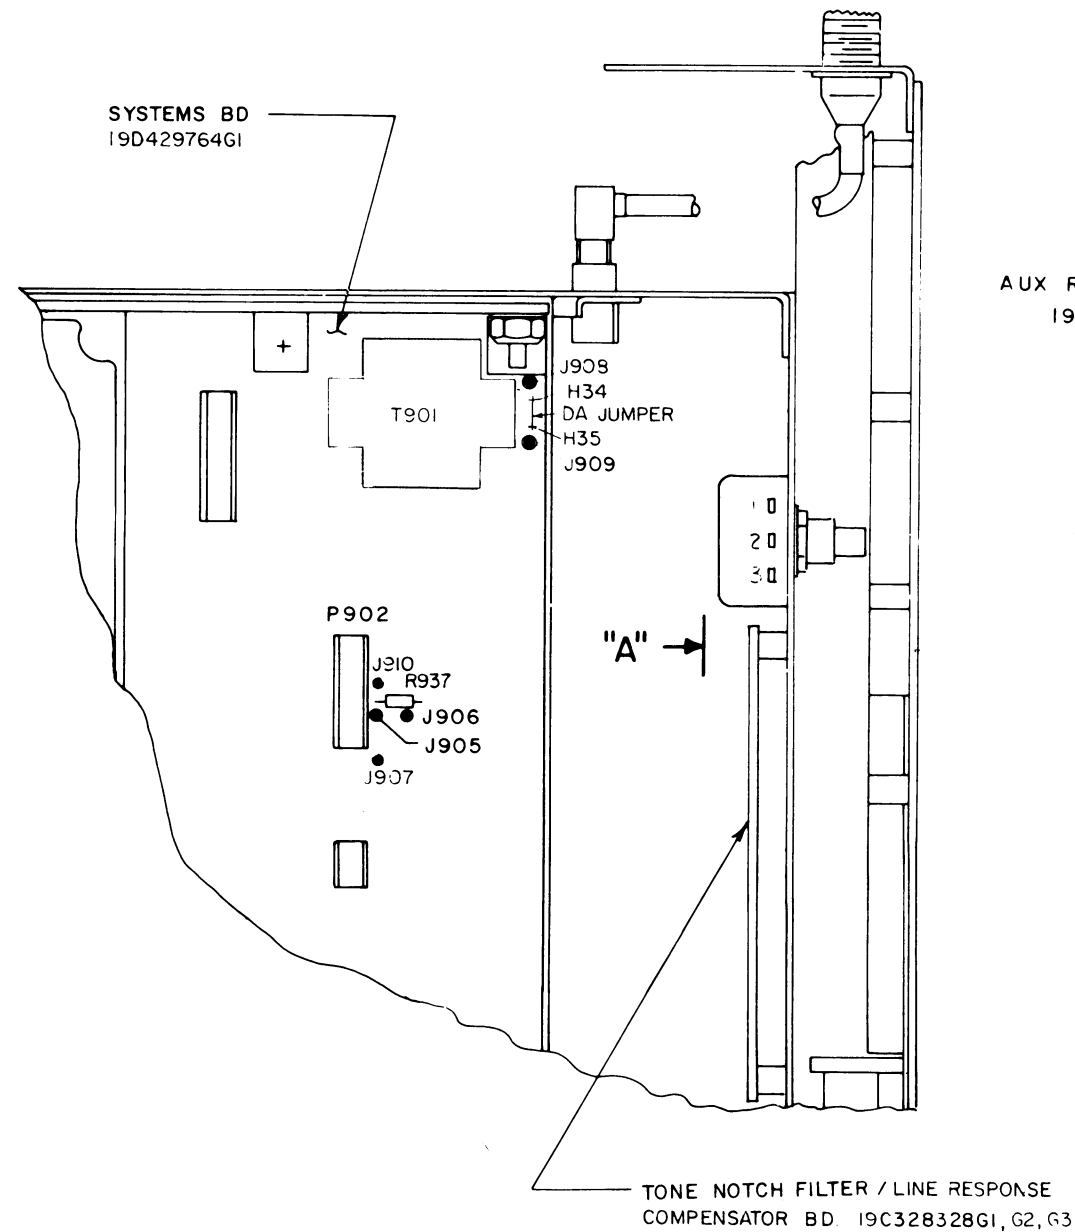 SYSTEMS BD
19D429764G1
AUX R
19
J908
H34
T901
DA JUMPER
H35
J909
1
2
3
P902
"A"
J910
R937
J906
J905
J907
TONE NOTCH FILTER / LINE RESPONSE
COMPENSATOR BD. 19C328328G1, G2, G3